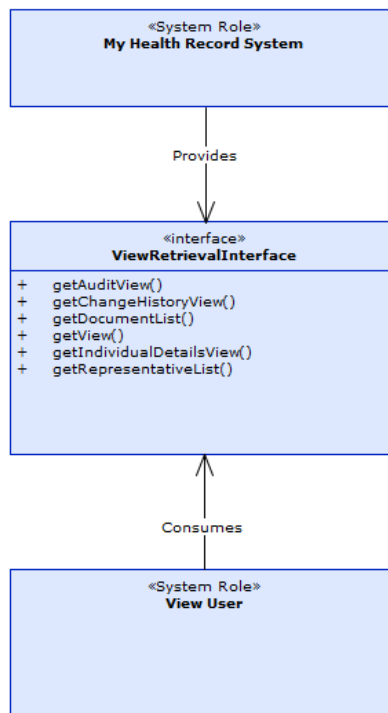 «System Role»
My Health Record System
Provides
«interface»
ViewRetrievalInterface
+ getAuditView()
+ getChangeHistoryView()
+ getDocumentList()
+ getView()
+ getIndividualDetailsView()
+ getRepresentativeList()
Consumes
«System Role»
View User